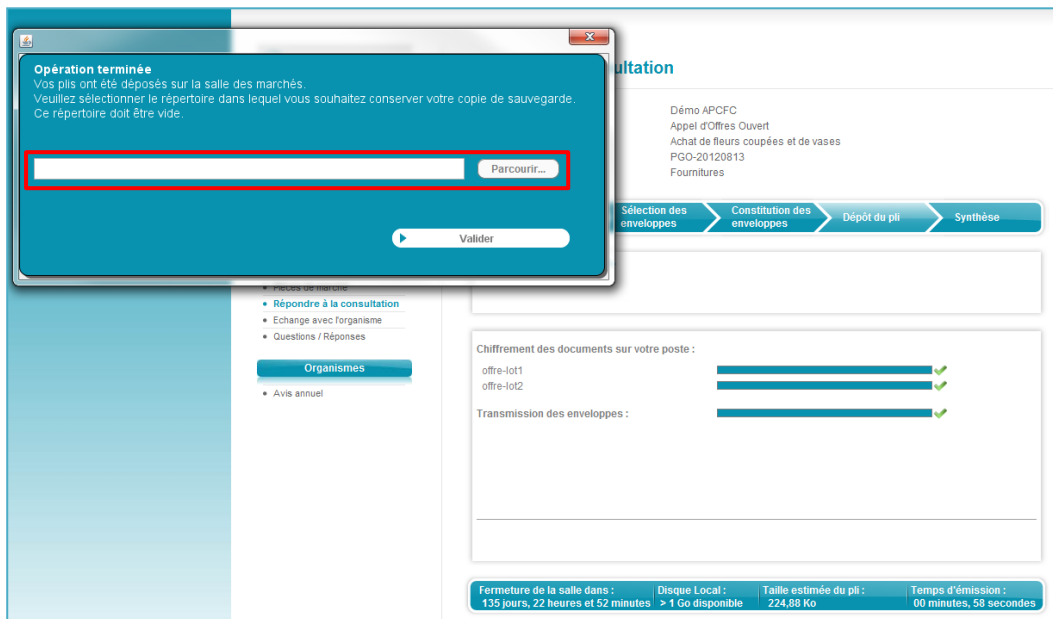 Opération terminée
Vos plis ont été déposés sur la salle des marchés.
Veuillez sélectionner le répertoire dans lequel vous souhaitez conserver votre copie de sauvegarde.
Ce répertoire doit être vide.
Parcourir...
Valider
ultation
Démo APCFC
Appel d'Offres Ouvert
Achat de fleurs coupées et de vases
PGO-20120813
Fournitures
Sélection des
enveloppes
Constitution des
enveloppes
Dépôt du pli
Synthèse
Pièces de marché
Répondre à la consultation
Echange avec l'organisme
Questions / Réponses
Organismes
Avis annuel
Chiffrement des documents sur votre poste :
offre-lot1
offre-lot2
Transmission des enveloppes :
Fermeture de la salle dans :
135 jours, 22 heures et 52 minutes
Disque Local :
> 1 Go disponible
Taille estimée du pli :
224,88 Ko
Temps d'émission :
00 minutes, 58 secondes